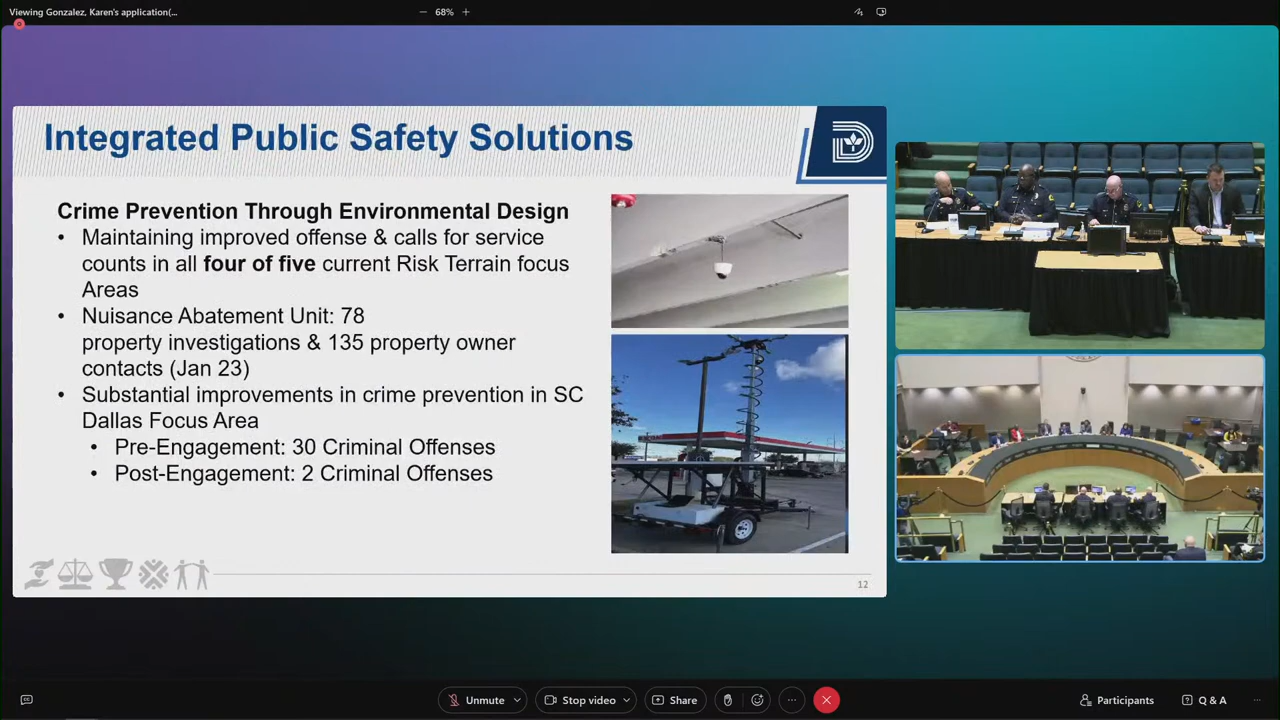 Viewing Gonzalez, Karen's application(...
68%
Integrated Public Safety Solutions
Crime Prevention Through Environmental Design
• Maintaining improved offense & calls for service
counts in all four of five current Risk Terrain focus
Areas
• Nuisance Abatement Unit: 78
property investigations & 135 property owner
contacts (Jan 23)
• Substantial improvements in crime prevention in SC
Dallas Focus Area
• Pre-Engagement: 30 Criminal Offenses
• Post-Engagement: 2 Criminal Offenses
12
Unmute
Stop video
Share
Participants
Q & A